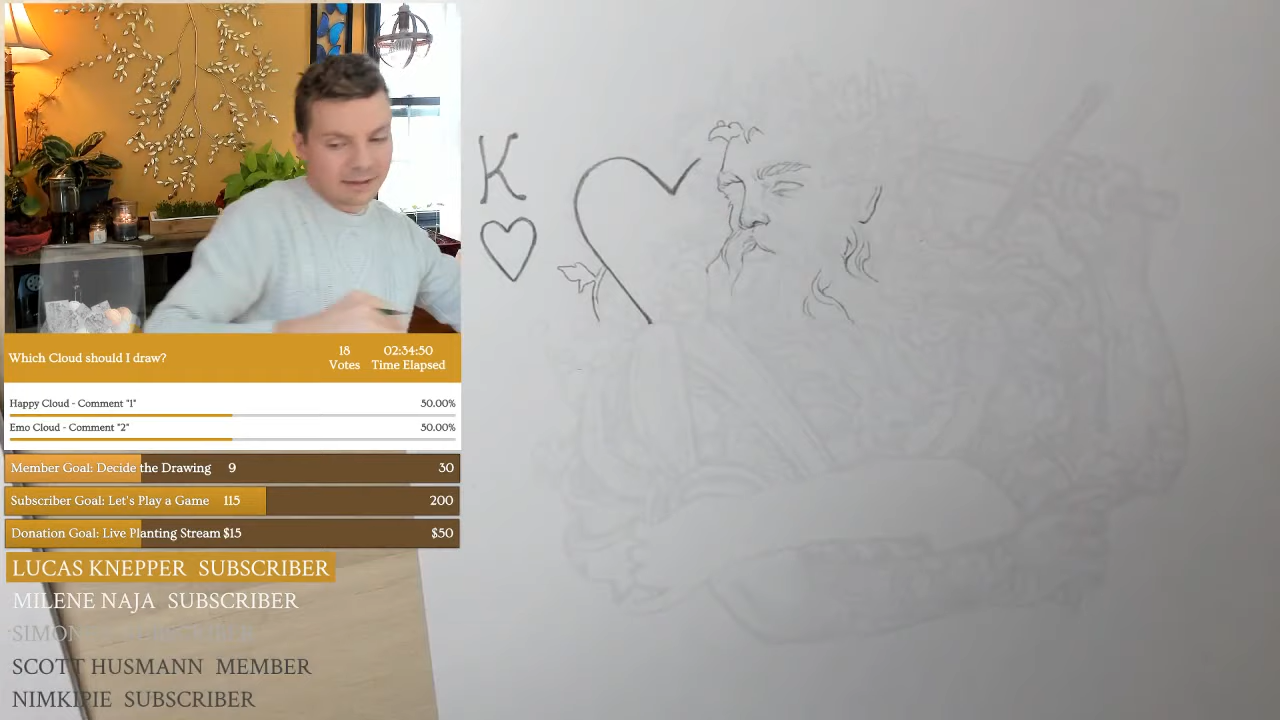 K
Which Cloud should I draw?
18 Votes
02:34:50 Time Elapsed
Happy Cloud - Comment "1" 50.00%
Emo Cloud - Comment "2" 50.00%
Member Goal: Decide the Drawing 9 30
Subscriber Goal: Let's Play a Game 115 200
Donation Goal: Live Planting Stream $15 $50
LUCAS KNEPPER SUBSCRIBER
MILENE NAJA SUBSCRIBER
SCOTT HUSMANN MEMBER
NIMKIPIE SUBSCRIBER